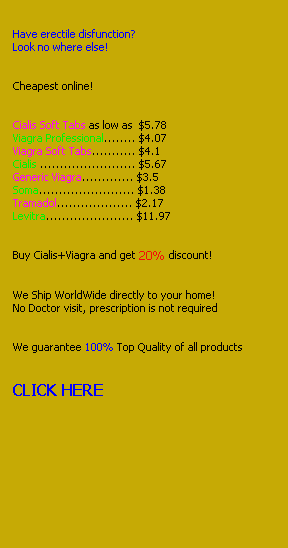 Have erectile disfunction?
Look no where else!
Cheapest online!
Cialis Soft Tabs as low as $5.78
Viagra Professional........ $4.07
Viagra Soft Tabs........... $4.1
Cialis ........................ $5.67
Generic Viagra............. $3.5
Soma........................ $1.38
Tramadol................... $2.17
Levitra...................... $11.97
Buy Cialis+Viagra and get 20% discount!
We Ship WorldWide directly to your home!
No Doctor visit, prescription is not required
We guarantee 100% Top Quality of all products
CLICK HERE